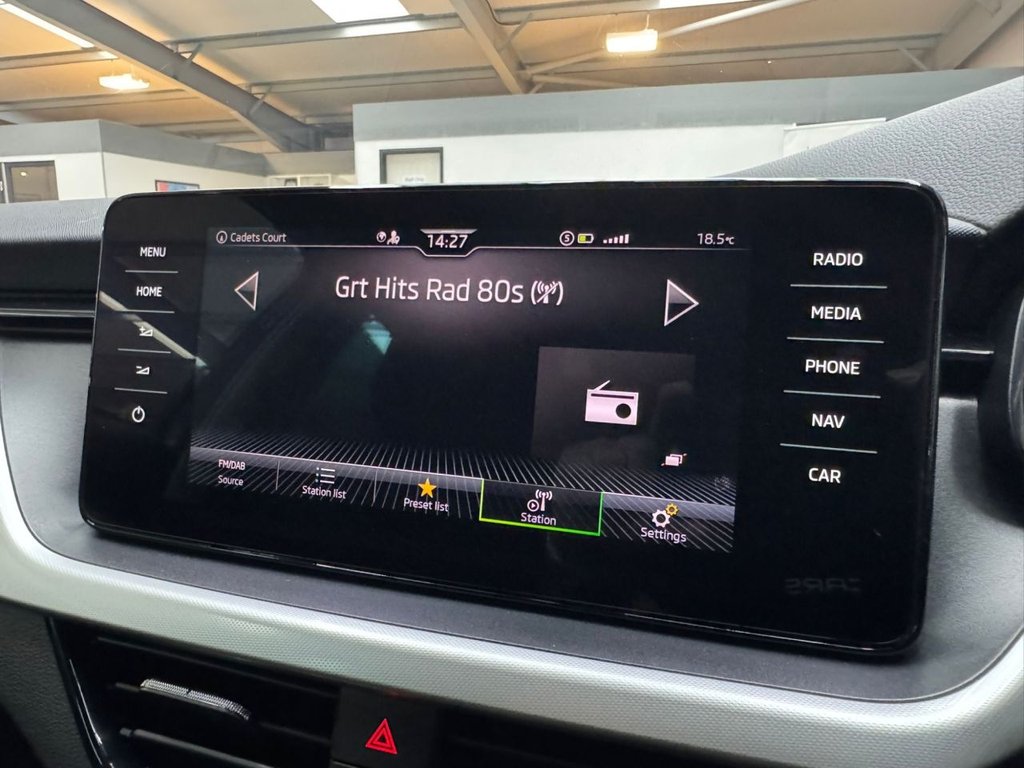 Cadets Court
14:27
5
18.5°C
MENU
HOME
Grt Hits Rad 80s
RADIO
MEDIA
PHONE
NAV
CAR
FM/DAB
Source
Station list
Preset list
Station
Settings